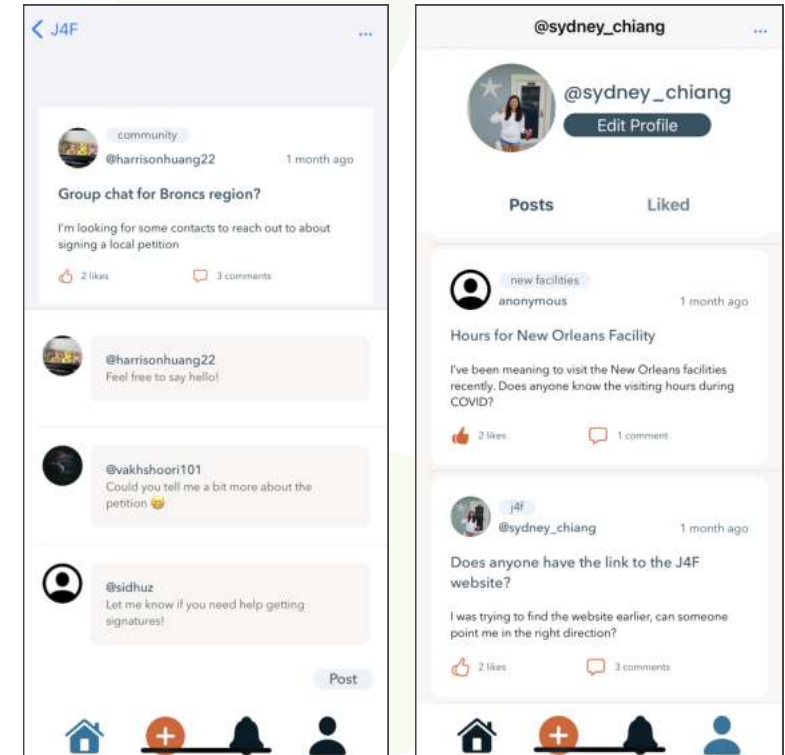 J4F
...
community
@harrisonhuang22
1 month ago
Group chat for Broncs region?
I'm looking for some contacts to reach out to about
signing a local petition
2 likes
3 comments
@harrisonhuang22
Feel free to say hello!
@vakhshoori101
Could you tell me a bit more about the
petition 😄
@sidhuz
Let me know if you need help getting
signatures!
Post
@sydney_chiang
...
@sydney_chiang
Edit Profile
Posts
Liked
new facilities
anonymous
1 month ago
Hours for New Orleans Facility
I've been meaning to visit the New Orleans facilities
recently. Does anyone know the visiting hours during
COVID?
2 likes
1 comment
j4f
@sydney_chiang
1 month ago
Does anyone have the link to the J4F
website?
I was trying to find the website earlier, can someone
point me in the right direction?
2 likes
3 comments